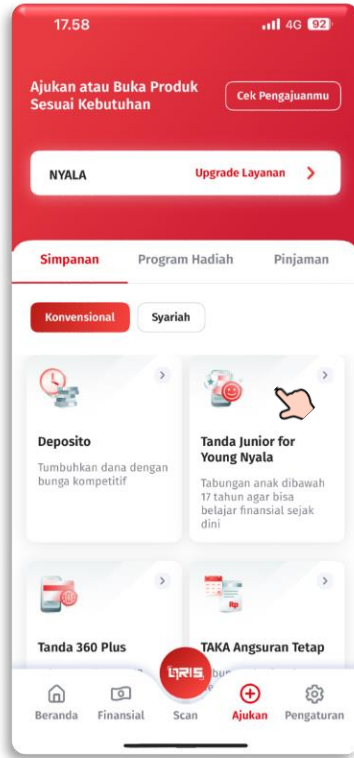 17.58
4G 92
Ajukan atau Buka Produk
Sesuai Kebutuhan
Cek Pengajuanmu
NYALA
Upgrade Layanan
Simpanan
Program Hadiah
Pinjaman
Konvensional
Syariah
Deposito
Tumbuhkan dana dengan
bunga kompetitif
Tanda Junior for
Young Nyala
Tabungan anak dibawah
17 tahun agar bisa
belajar finansial sejak
dini
Rp
Tanda 360 Plus
TAKA Angsuran Tetap
QRIS
Beranda
Finansial
Scan
Ajukan
Pengaturan